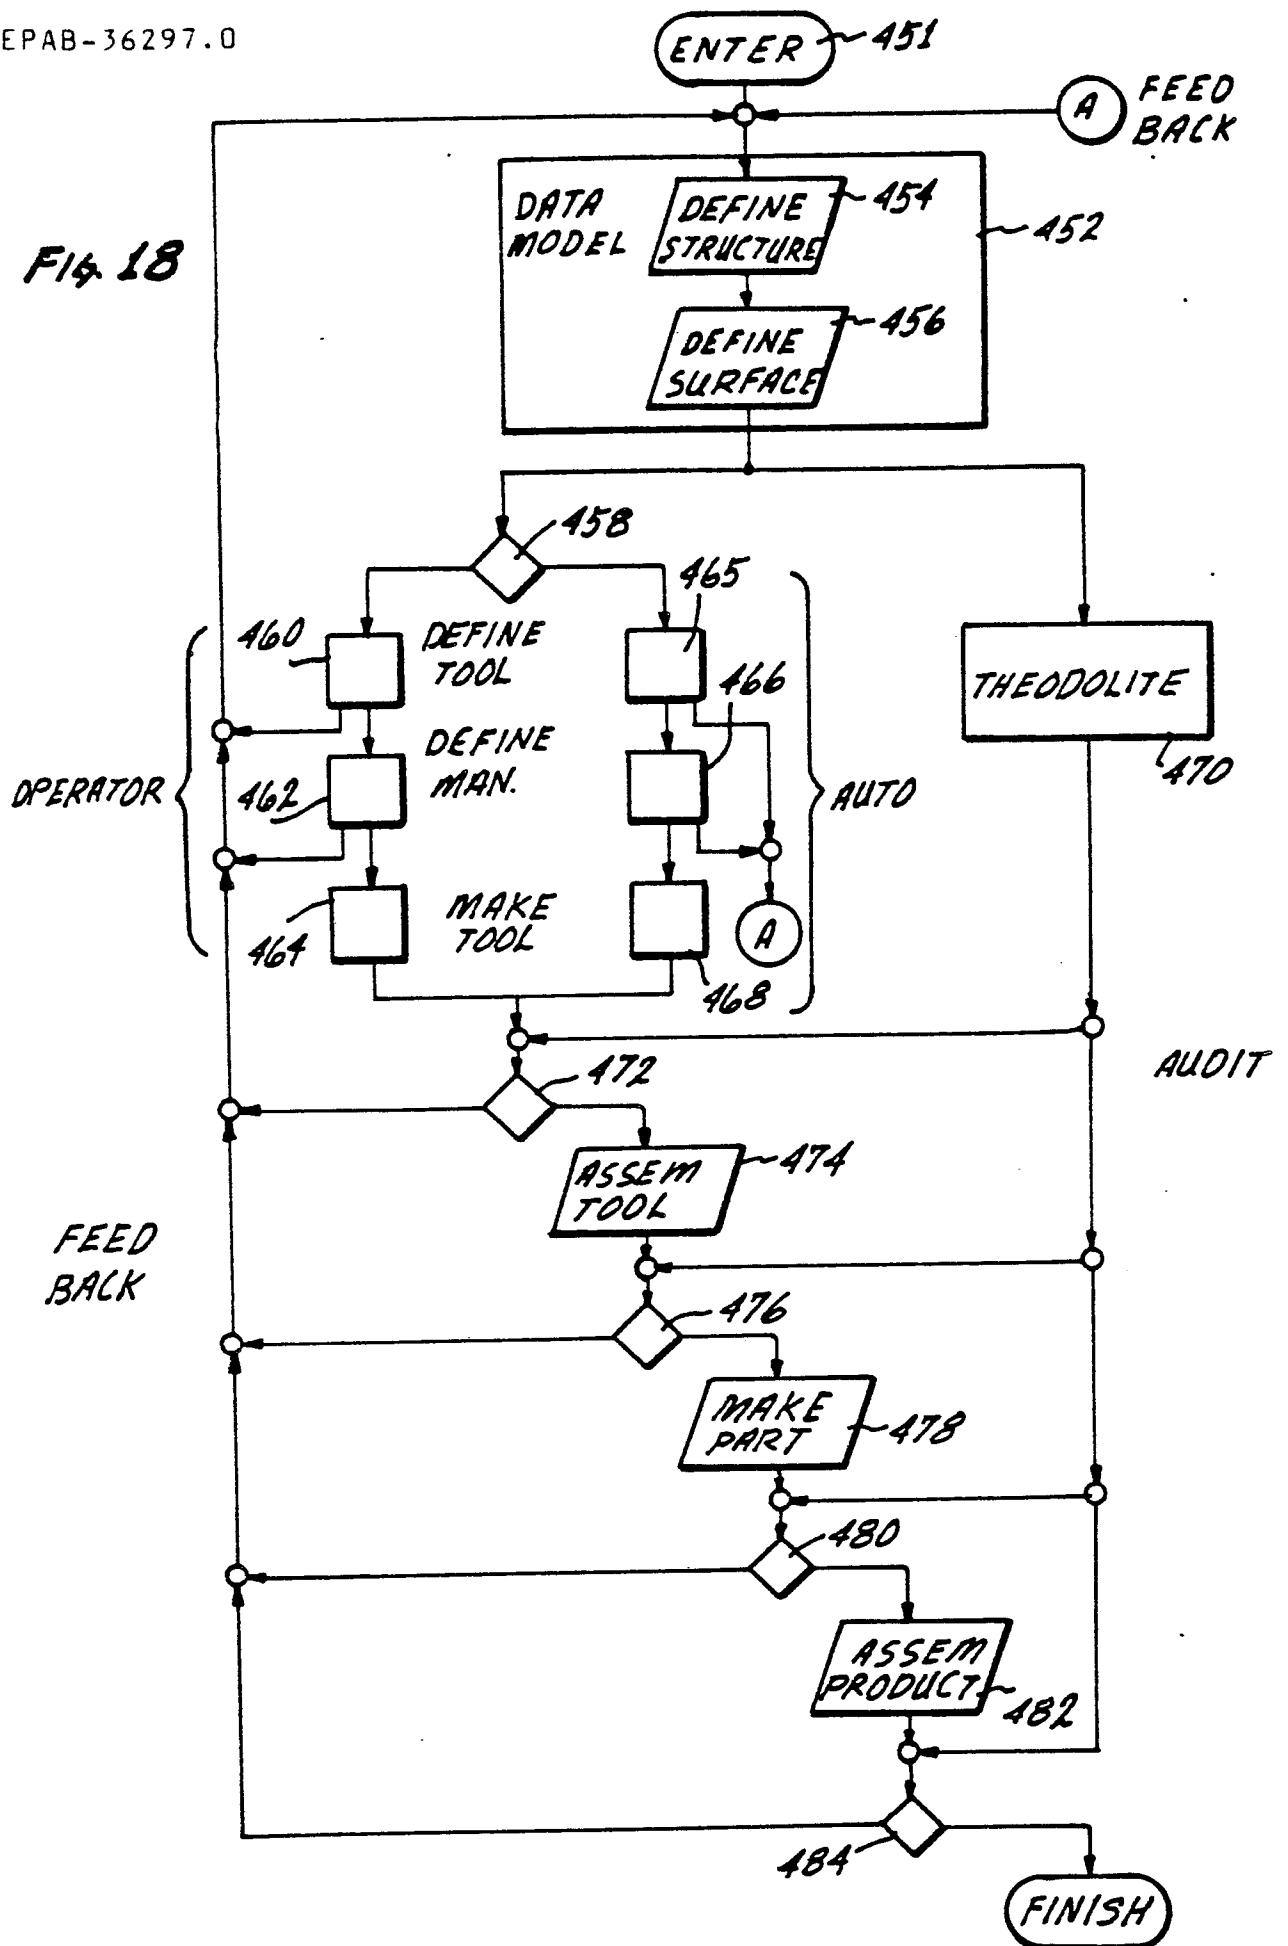 EPAB-36297.0
ENTER
451
A
FEED
BACK
FIG. 18
DATA
MODEL
DEFINE
STRUCTURE
454
452
DEFINE
SURFACE
456
458
465
460
DEFINE
TOOL
466
THEODOLITE
470
OPERATOR
462
DEFINE
MAN.
AUTO
464
MAKE
TOOL
A
468
AUDIT
472
ASSEM
TOOL
474
FEED
BACK
476
MAKE
PART
478
480
ASSEM
PRODUCT
482
484
FINISH